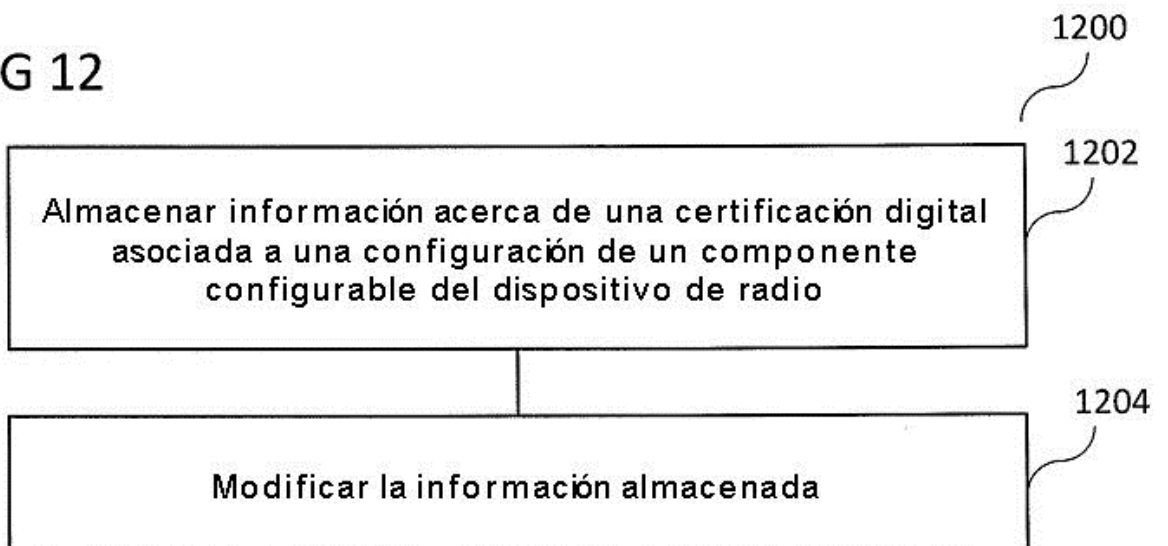 1200
G 12
1202
Almacenar información acerca de una certificación digital
asociada a una configuración de un componente
configurable del dispositivo de radio
1204
Modificar la información almacenada